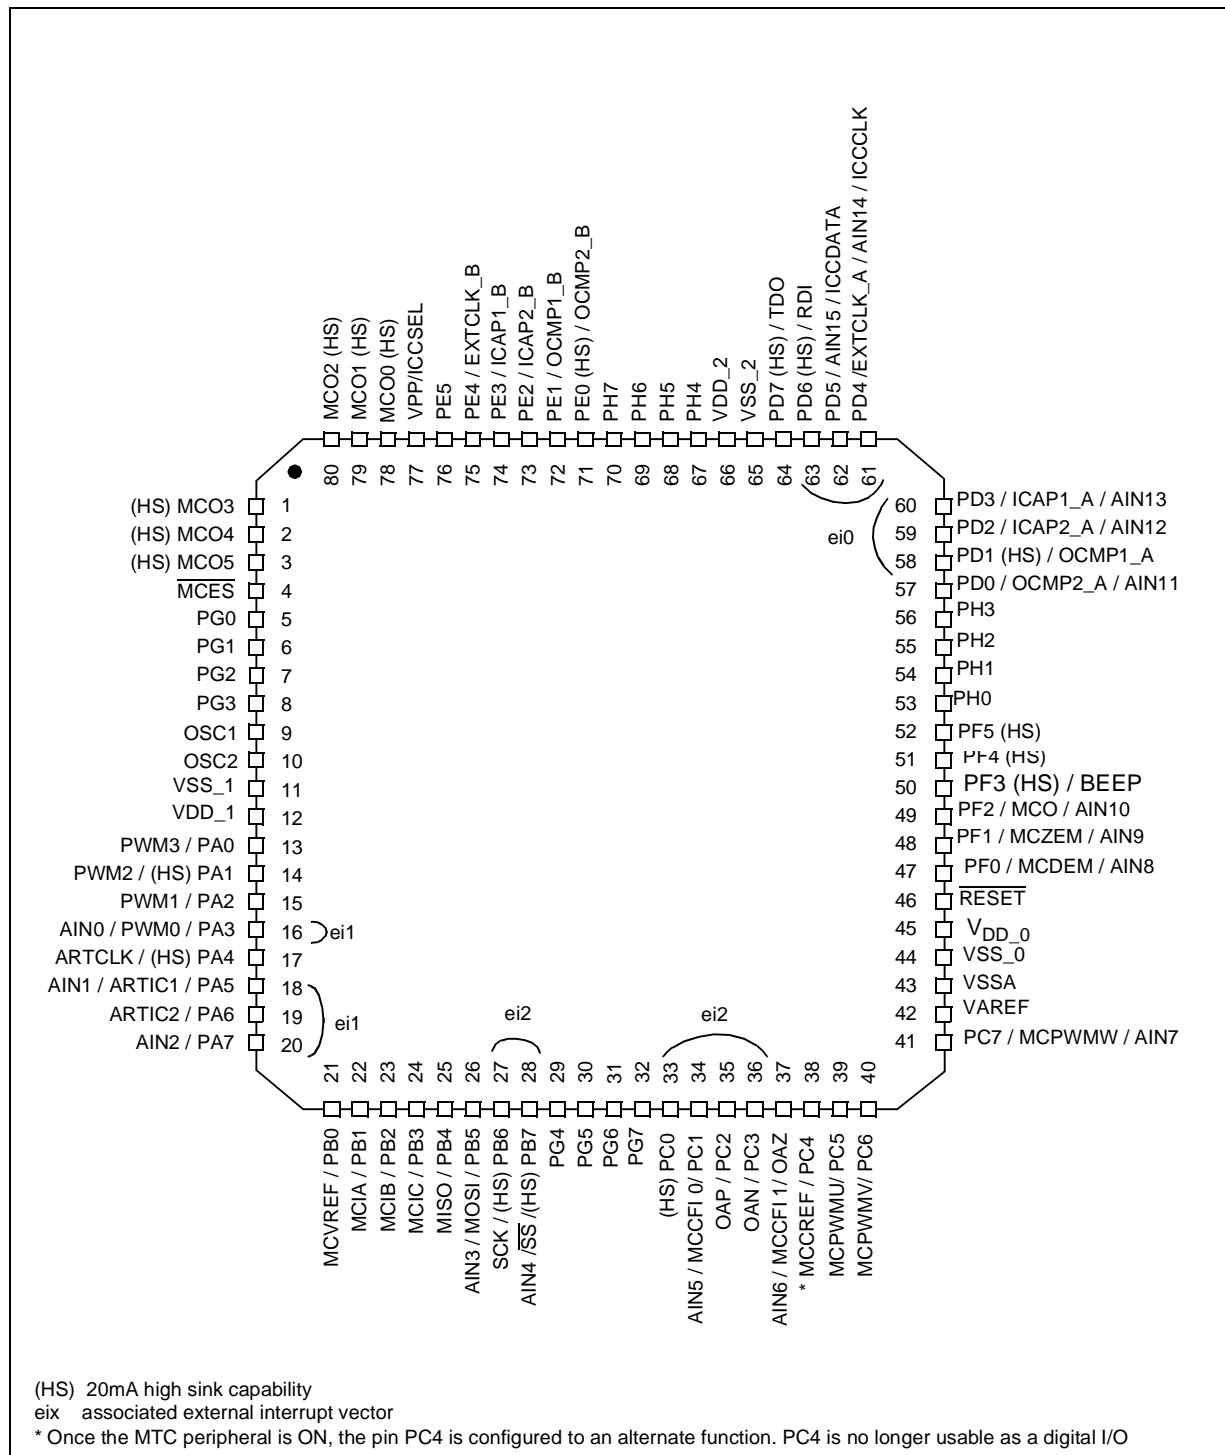 MCO2 (HS)
MCO1 (HS)
MCO0 (HS)
VPP/ICCSEL
PE5
PE4 / EXTCLK_B
PE3 / ICAP1_B
PE2 / ICAP2_B
PE1 / OCMP1_B
PE0 (HS) / OCMP2_B
PH7
PH6
PH5
PH4
VDD_2
VSS_2
PD7 (HS) / TDO
PD6 (HS) / RDI
PD5 / AIN15 / ICCDATA
PD4 /EXTCLK_A / AIN14 / ICCCLK
80
79
78
77
76
75
74
73
72
71
70
69
68
67
66
65
64
63
62
61
(HS) MCO3 1
(HS) MCO4 2
(HS) MCO5 3
MCES 4
PG0 5
PG1 6
PG2 7
PG3 8
OSC1 9
OSC2 10
VSS_1 11
VDD_1 12
PWM3 / PA0 13
PWM2 / (HS) PA1 14
PWM1 / PA2 15
AIN0 / PWM0 / PA3 16 ei1
ARTCLK / (HS) PA4 17
AIN1 / ARTIC1 / PA5 18
ARTIC2 / PA6 19 ei1
AIN2 / PA7 20
60 PD3 / ICAP1_A / AIN13
59 PD2 / ICAP2_A / AIN12
ei0
58 PD1 (HS) / OCMP1_A
57 PD0 / OCMP2_A / AIN11
56 PH3
55 PH2
54 PH1
53 PH0
52 PF5 (HS)
51 PF4 (HS)
50 PF3 (HS) / BEEP
49 PF2 / MCO / AIN10
48 PF1 / MCZEM / AIN9
47 PF0 / MCDEM / AIN8
46 RESET
45 VDD_0
44 VSS_0
43 VSSA
42 VAREF
41 PC7 / MCPWMW / AIN7
ei2
ei2
21
22
23
24
25
26
27
28
29
30
31
32
33
34
35
36
37
38
39
40
MCVREF / PB0
MCIA / PB1
MCIB / PB2
MCIC / PB3
MISO / PB4
AIN3 / MOSI / PB5
SCK / (HS) PB6
AIN4 /SS /(HS) PB7
PG4
PG5
PG6
PG7
(HS) PC0
AIN5 / MCCFI 0/ PC1
OAP / PC2
OAN / PC3
AIN6 / MCCFI 1/ OAZ
* MCCREF / PC4
MCPWMU/ PC5
MCPWMV/ PC6
(HS) 20mA high sink capability
eix associated external interrupt vector
* Once the MTC peripheral is ON, the pin PC4 is configured to an alternate function. PC4 is no longer usable as a digital I/O